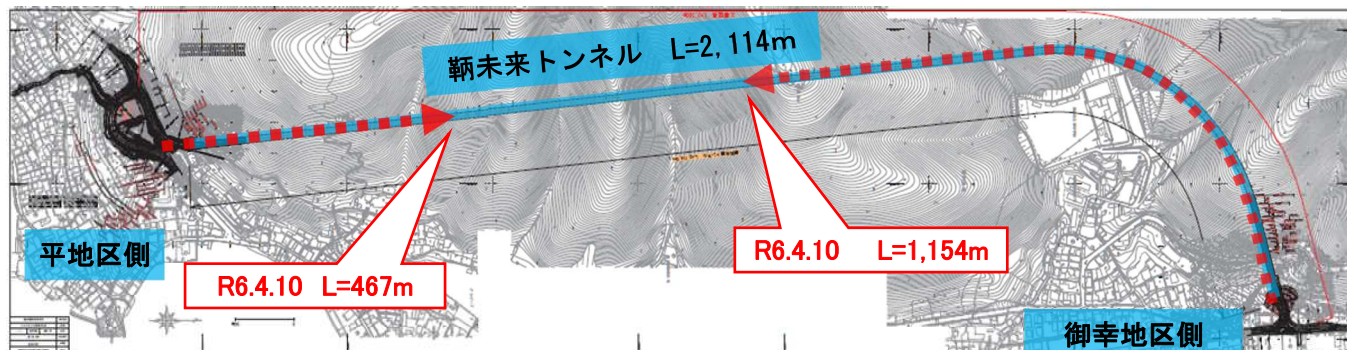 鞆未来トンネル L=2,114m
平地区側
R6.4.10 L=467m
R6.4.10 L=1,154m
御幸地区側